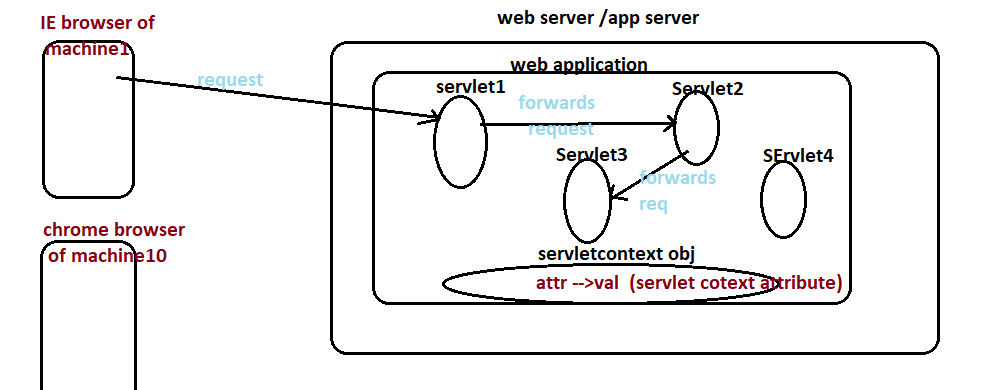 IE browser of
machine1
web server /app server
web application
request
servlet1
forwards
request
Servlet2
Servlet3
SErvlet4
forwards
req
chrome browser
of machine10
servletcontext obj
attr -->val (servlet cotext attribute)